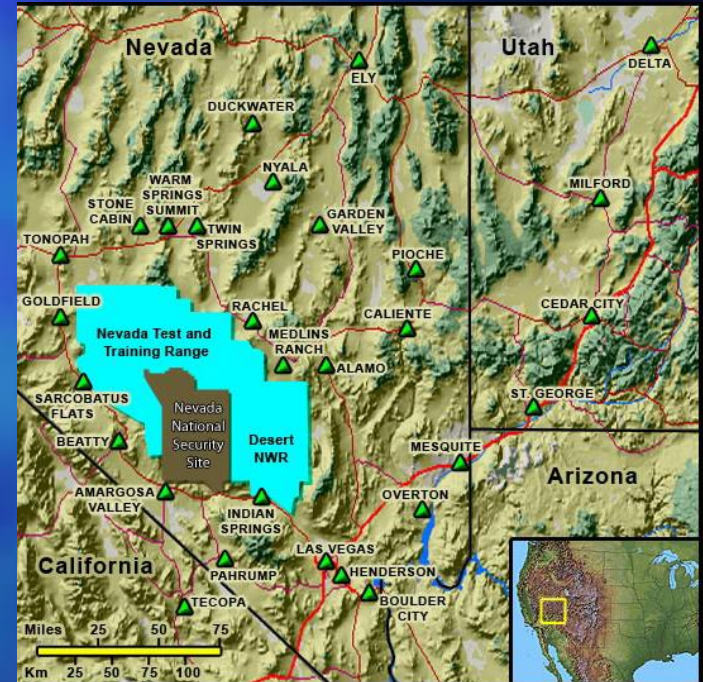 Nevada
Utah
ELY
DELTA
DUCKWATER
NYALA
MILFORD
WARM
SPRINGS
SUMMIT
STONE
CABIN
TWIN
SPRINGS
GARDEN
VALLEY
TONOPAH
PIOCHE
GOLDFIELD
RACHEL
CALIENTE
CEDAR CITY
Nevada Test and
Training Range
MEDLINS
RANCH
ALAMO
SARCOBATUS
FLATS
ST. GEORGE
Nevada
National
Security
Site
Desert
NWR
BEATTY
MESQUITE
Arizona
AMARGOSA
VALLEY
INDIAN
SPRINGS
OVERTON
California
PAHRUMP
LAS VEGAS
HENDERSON
TECOPA
BOULDER
CITY
Miles 25 50 75
Km 25 50 75 100